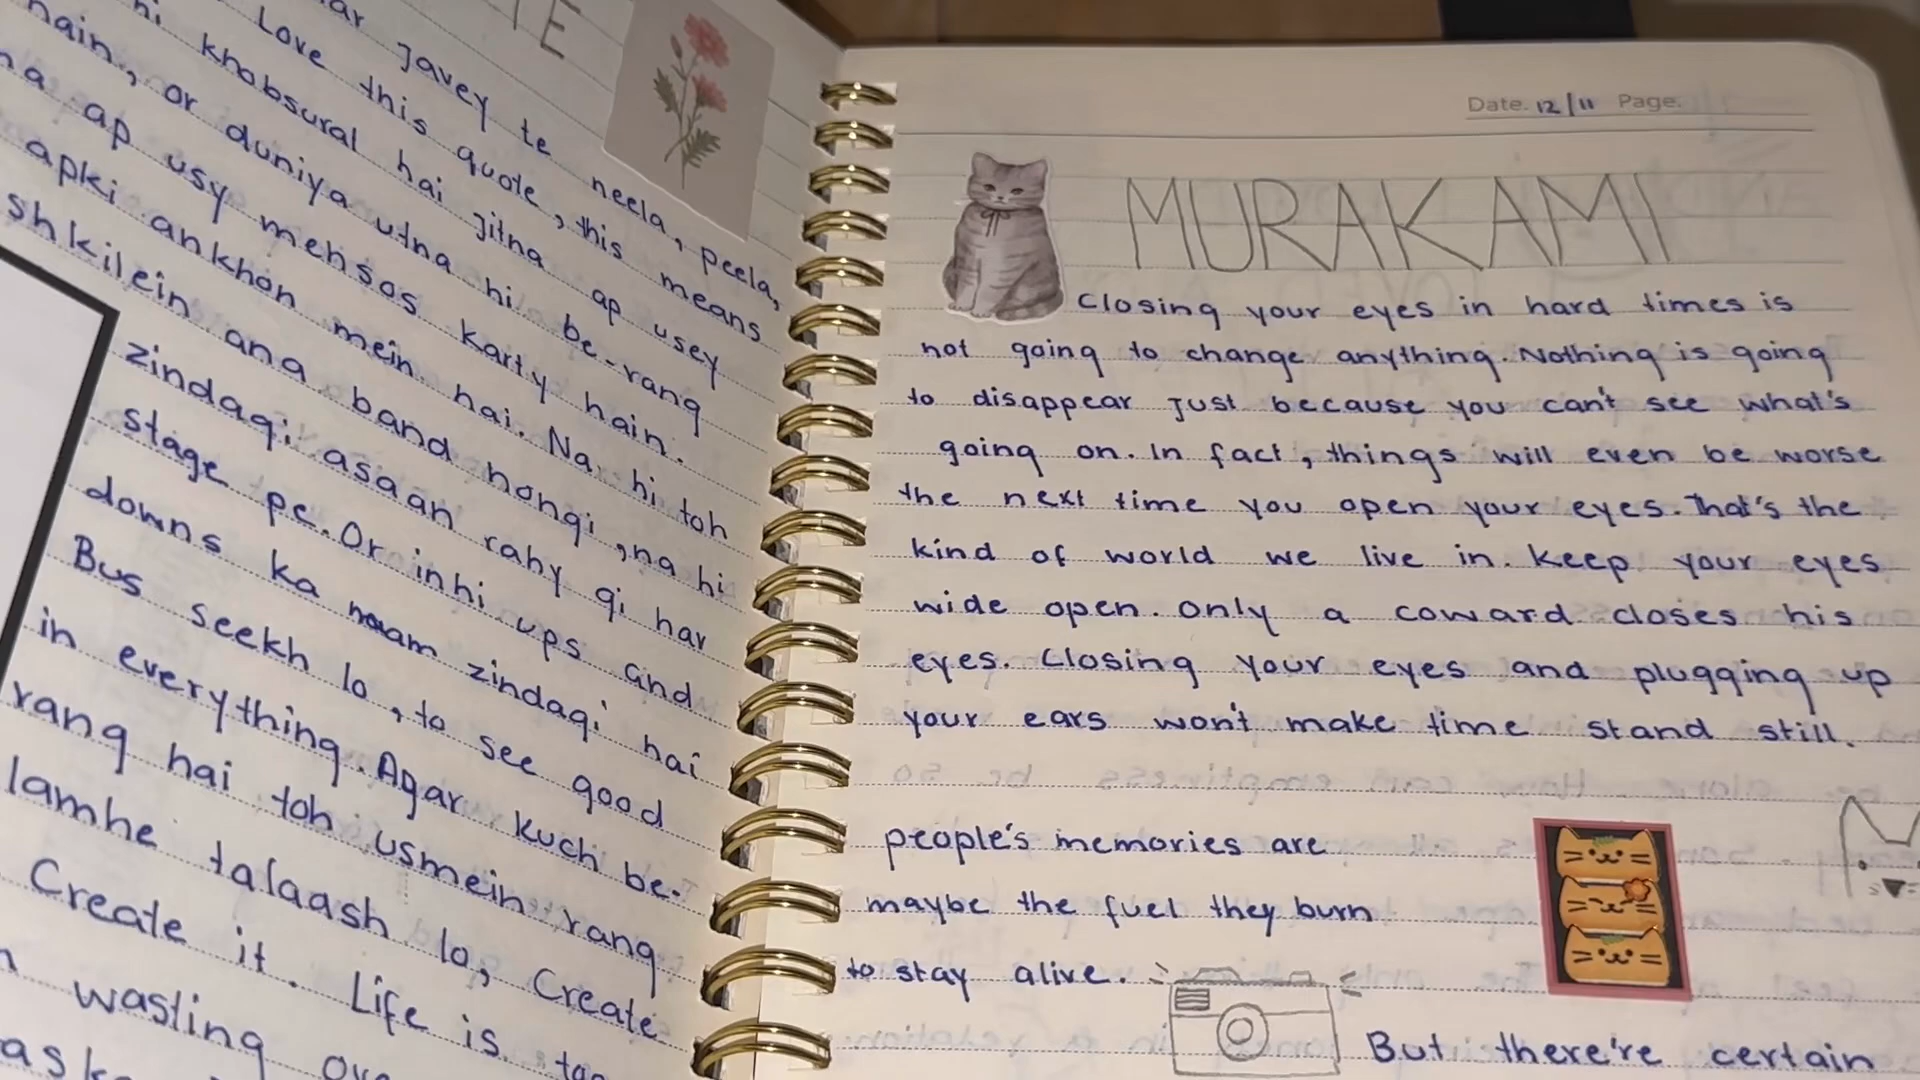 TE
ar Javey te neela, peela,
hi Love this quote, this means
hain, khobsural hai Jitna ap usey
or duniya utna hi be-rang
na ap usy mehsos karty hain.
apki ankhon mein hai. Na hi toh
shkilein ana band hongi, na hi
zindagi asaan rahy gi har
stage pe. Or inhi ups and
downs ka naam zindagi hai
Bus seekh lo, to see good
in everything. Agar kuch be-
rang hai toh usmein rang
lamhe talaash lo, Create
Create it. Life is
wasting
ask
Date. 12/11 Page.
MURAKAMI
Closing your eyes in hard times is
not going to change anything. Nothing is going
to disappear just because you can't see what's
going on. In fact, things will even be worse
the next time you open your eyes. That's the
kind of world we live in. Keep your eyes
wide open. Only a coward closes his
eyes. Closing your eyes and plugging up
your ears won't make time stand still.
people's memories are
maybe the fuel they burn
to stay alive.
But there're certain